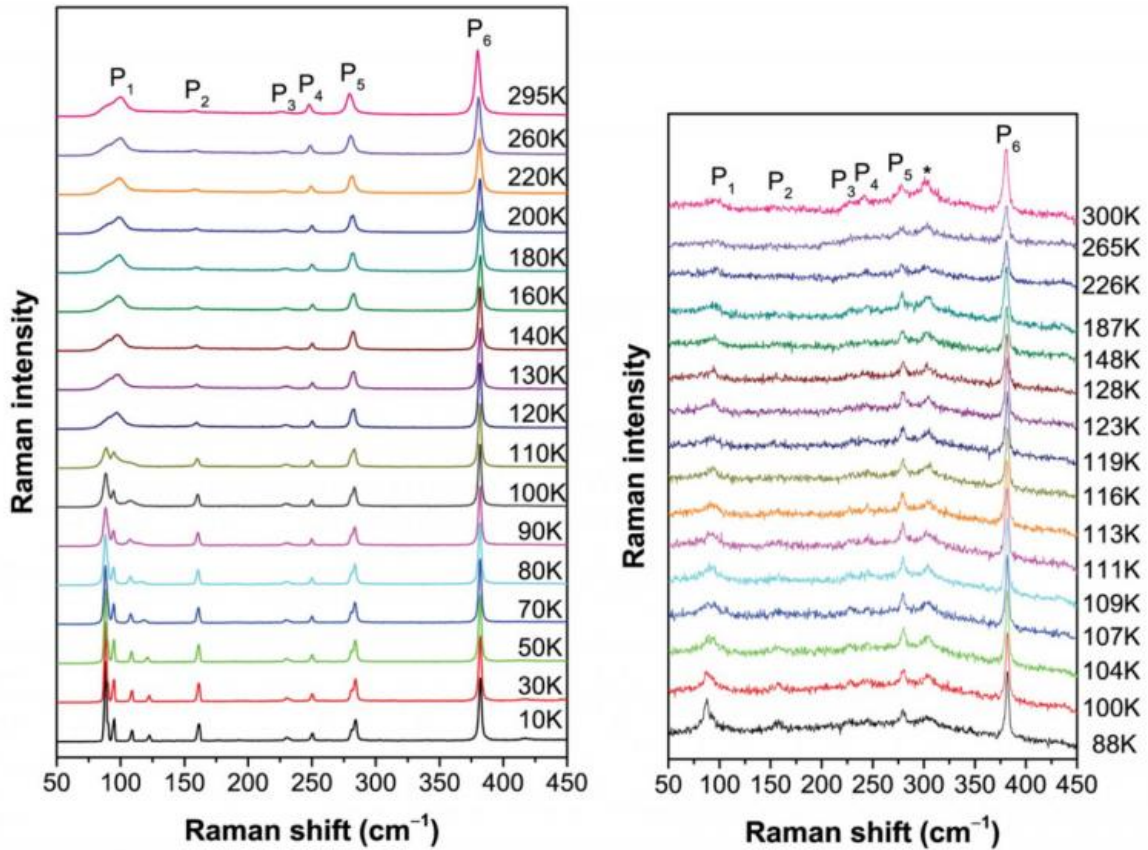 P6
P1
P2
P3
P4
P5
295K
260K
220K
200K
180K
160K
140K
130K
120K
110K
100K
90K
80K
70K
50K
30K
10K
Raman intensity
50 100 150 200 250 300 350 400 450
Raman shift (cm⁻¹)
P6
P1
P2
P3
P4
P5
*
300K
265K
226K
187K
148K
128K
123K
119K
116K
113K
111K
109K
107K
104K
100K
88K
Raman intensity
50 100 150 200 250 300 350 400 450
Raman shift (cm⁻¹)